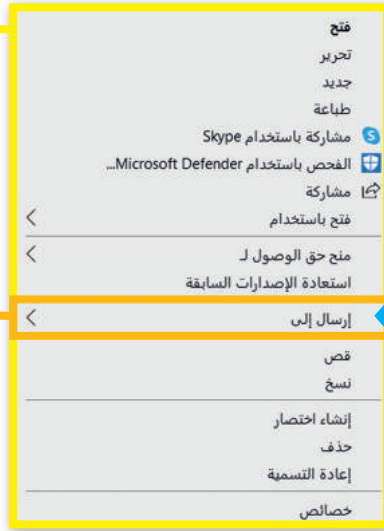 فتح
تحرير
جديد
طباعة
مشاركة باستخدام Skype
الفحص باستخدام Microsoft Defender...
مشاركة
فتح باستخدام
منح حق الوصول لـ
استعادة الإصدارات السابقة
إرسال إلى
قص
نسخ
إنشاء اختصار
حذف
إعادة التسمية
خصائص